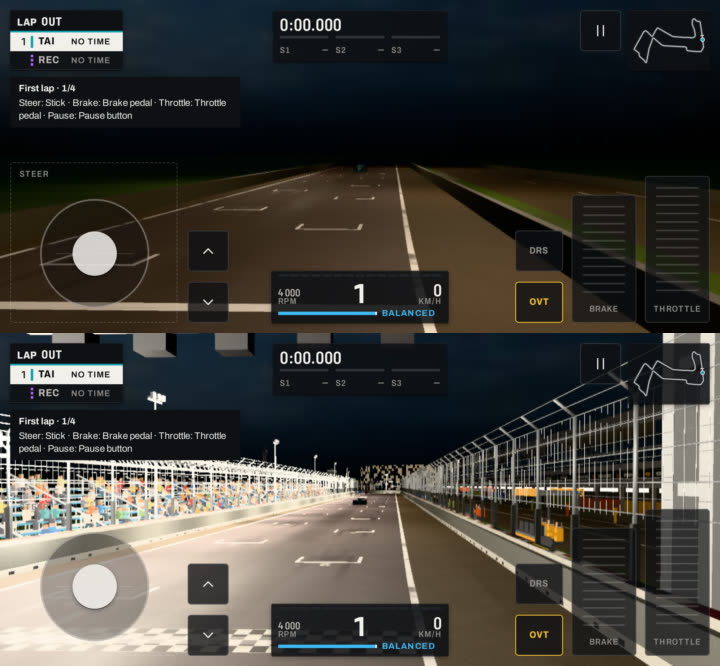 LAP OUT
1 TAI NO TIME
REC NO TIME
0:00.000
S1 – S2 – S3 –
First lap · 1/4
Steer: Stick · Brake: Brake pedal · Throttle: Throttle
pedal · Pause: Pause button
STEER
DRS
OVT
BRAKE
THROTTLE
4 000
RPM
1
0
KM/H
BALANCED
LAP OUT
1 TAI NO TIME
REC NO TIME
0:00.000
S1 – S2 – S3 –
First lap · 1/4
Steer: Stick · Brake: Brake pedal · Throttle: Throttle
pedal · Pause: Pause button
DRS
OVT
BRAKE
THROTTLE
4 000
RPM
1
0
KM/H
BALANCED